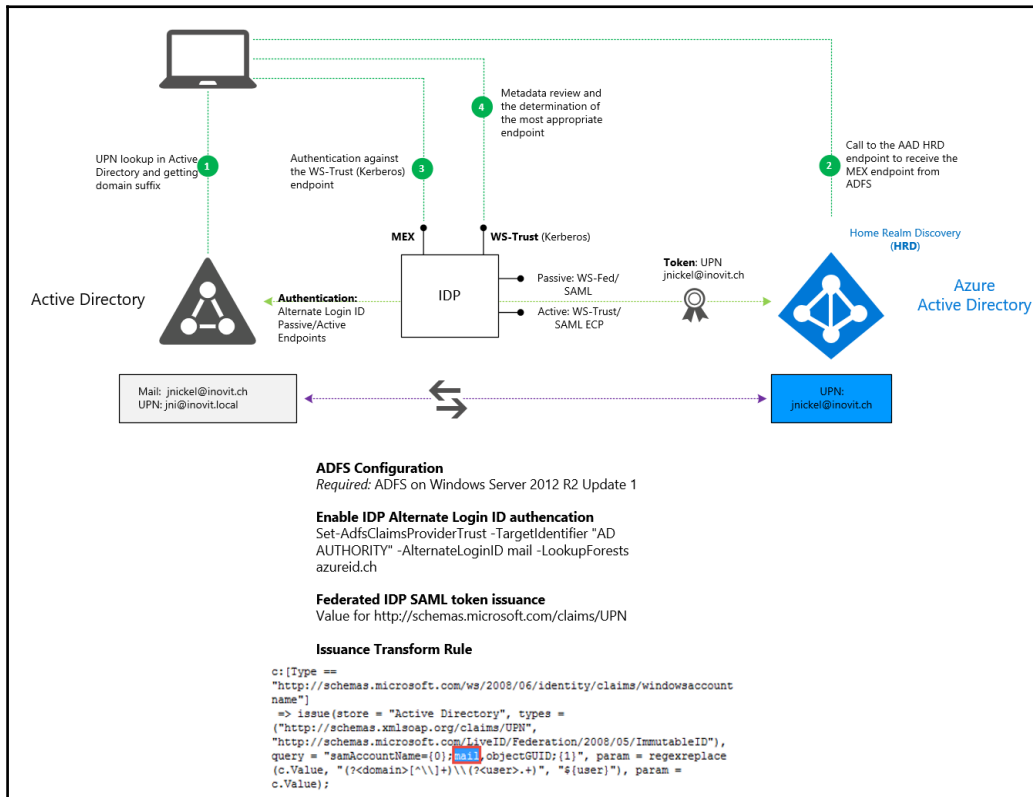 UPN lookup in Active
Directory and getting
domain suffix
1
Authentication against
the WS-Trust (Kerberos)
endpoint
3
Metadata review and
the determination of
the most appropriate
endpoint
4
Call to the AAD HRD
endpoint to receive the
MEX endpoint from
ADFS
2
MEX
WS-Trust (Kerberos)
Home Realm Discovery
(HRD)
Active Directory
Authentication:
Alternate Login ID
Passive/Active
Endpoints
IDP
Passive: WS-Fed/
SAML
Active: WS-Trust/
SAML ECP
Token: UPN
jnickel@inovit.ch
Azure
Active Directory
Mail: jnickel@inovit.ch
UPN: jni@inovit.local
UPN:
jnickel@inovit.ch
ADFS Configuration
Required: ADFS on Windows Server 2012 R2 Update 1
Enable IDP Alternate Login ID authencation
Set-AdfsClaimsProviderTrust -TargetIdentifier "AD
AUTHORITY" -AlternateLoginID mail -LookupForests
azureid.ch
Federated IDP SAML token issuance
Value for http://schemas.microsoft.com/claims/UPN
Issuance Transform Rule
c:[Type ==
"http://schemas.microsoft.com/ws/2008/06/identity/claims/windowsaccount
name"]
=> issue(store = "Active Directory", types =
("http://schemas.xmlsoap.org/claims/UPN",
"http://schemas.microsoft.com/LiveID/Federation/2008/05/ImmutableID"),
query = "samAccountName={0};mail,objectGUID;{1}", param = regexreplace
(c.Value, "(?<domain>[^\\]+)\\(?<user>.+)", "${user}"), param =
c.Value);